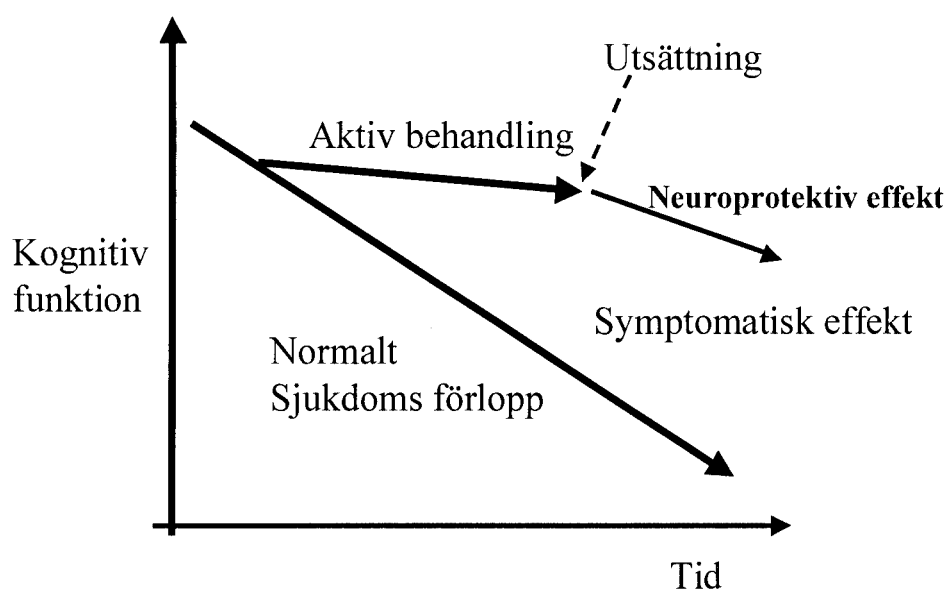 Utsättning
Aktiv behandling
Neuroprotektiv effekt
Kognitiv
funktion
Symptomatisk effekt
Normalt
Sjukdoms förlopp
Tid